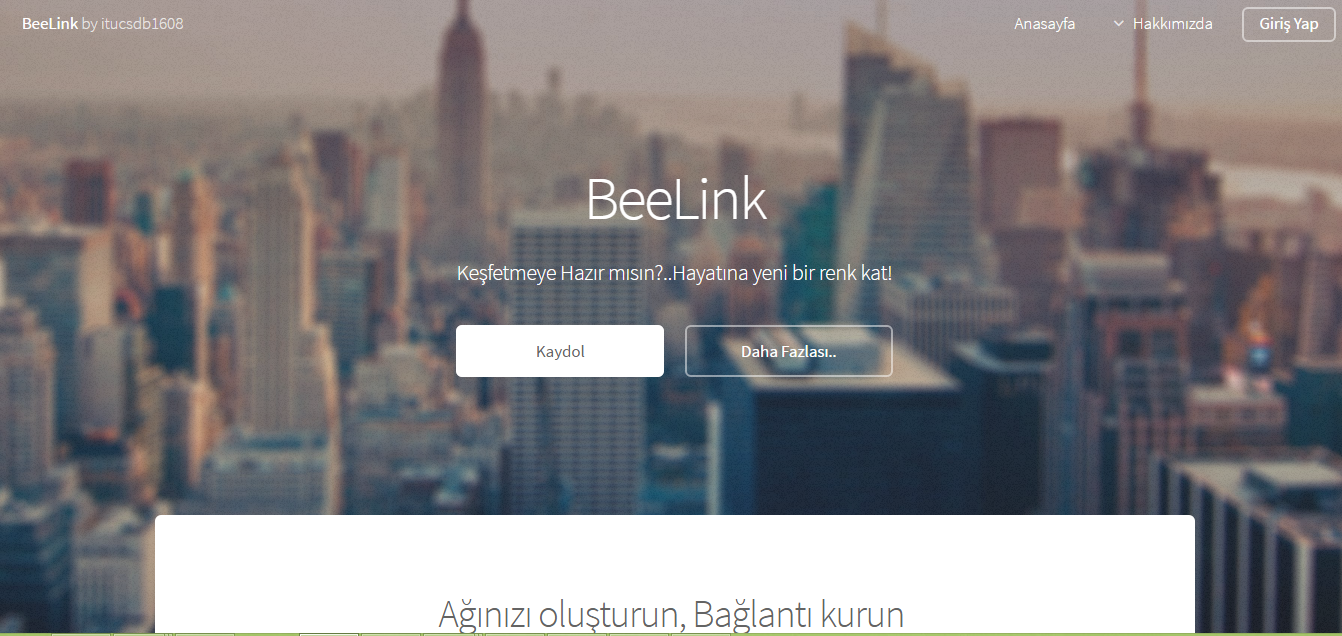 BeeLink by itucsdb1608
Anasayfa
Hakkımızda
Giriş Yap
BeeLink
Keşfetmeye Hazır mısın?..Hayatına yeni bir renk kat!
Kaydol
Daha Fazlası..
Ağınızı oluşturun, Bağlantı kurun